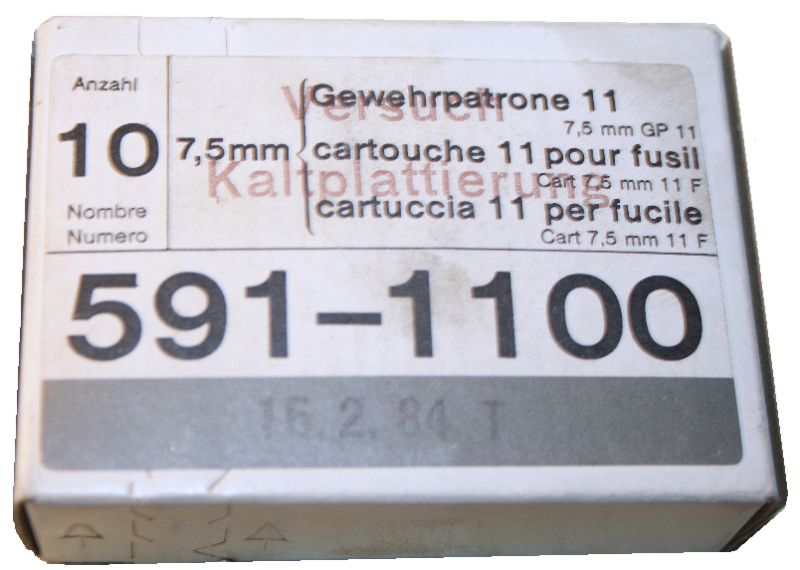 Anzahl
10
Nombre
Numero
7,5mm
Gewehrpatrone 11
7,5 mm GP 11
cartouche 11 pour fusil
Cart 7,5 mm 11 F
cartuccia 11 per fucile
Cart 7,5 mm 11 F
Versuch
Kaltplattierung
591-1100
16.2.84 T